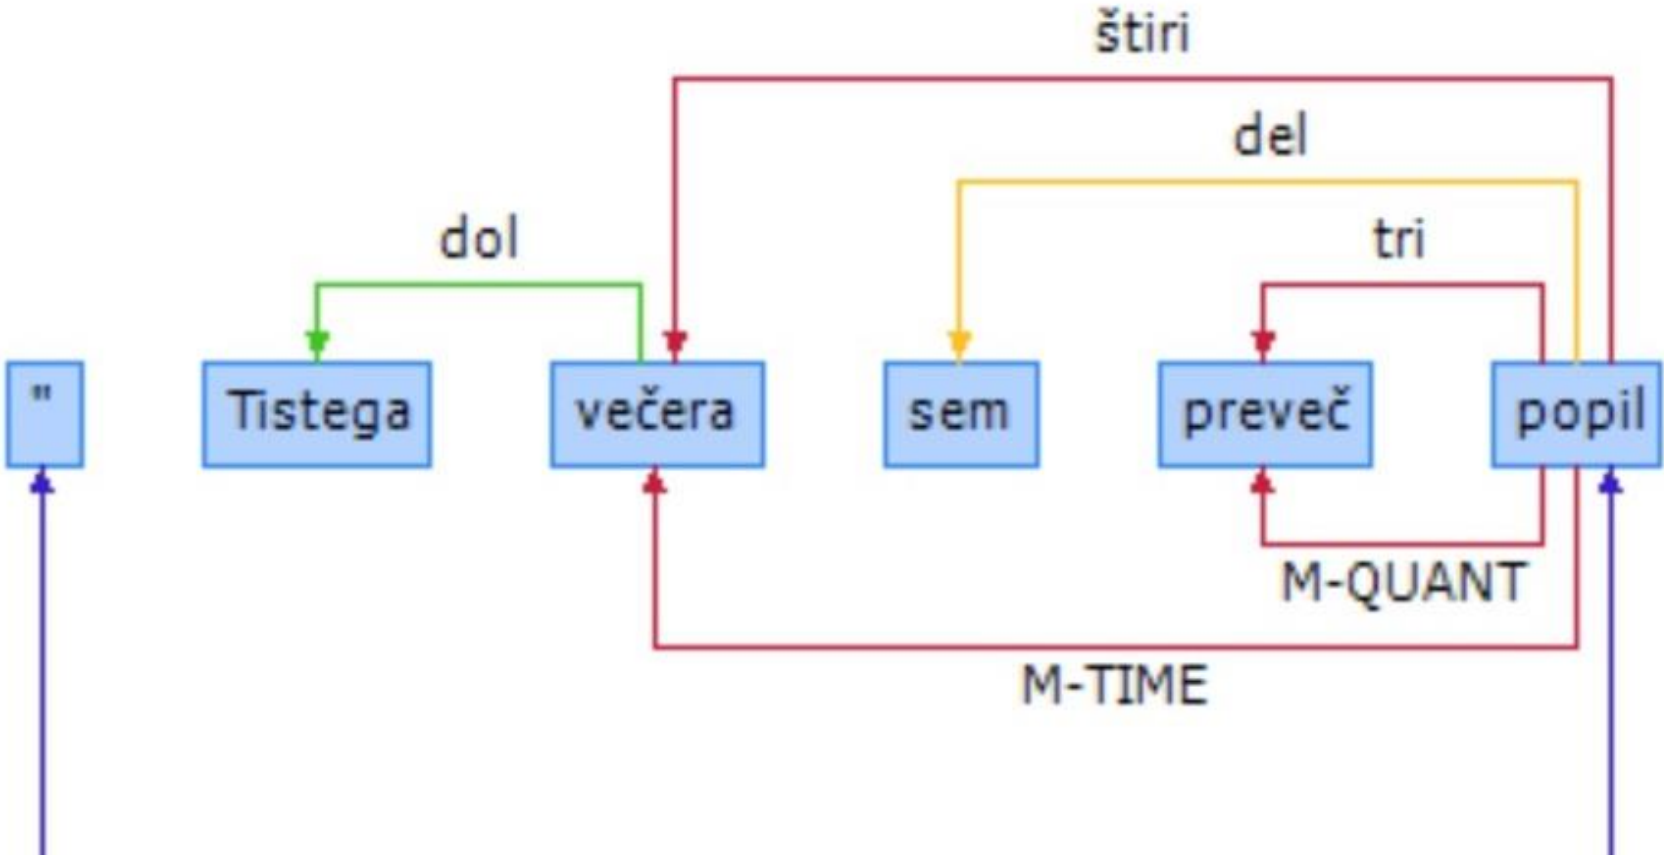 štiri
del
dol tri
" Tistega večera sem preveč popil
M-QUANT
M-TIME